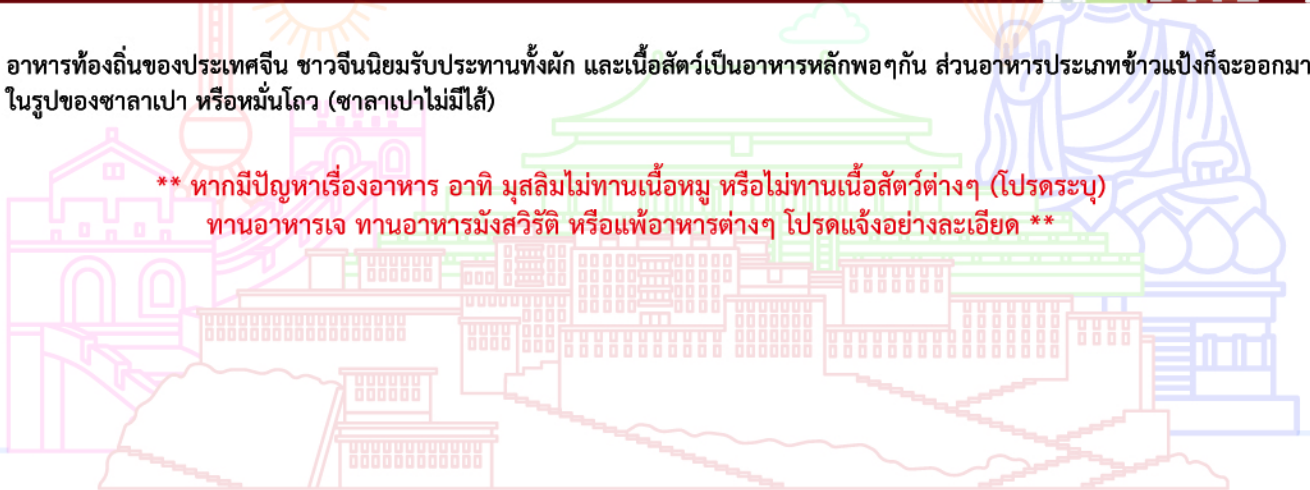 อาหารท้องถิ่นของประเทศจีน ชาวจีนนิยมรับประทานทั้งผัก และเนื้อสัตว์เป็นอาหารหลักพอๆกัน ส่วนอาหารประเภทข้าวแป้งก็จะออกมา
ในรูปของซาลาเปา หรือหมั่นโถว (ซาลาเปาไม่มีไส้)
** หากมีปัญหาเรื่องอาหาร อาทิ มุสลิมไม่ทานเนื้อหมู หรือไม่ทานเนื้อสัตว์ต่างๆ (โปรดระบุ)
ทานอาหารเจ ทานอาหารมังสวิรัติ หรือแพ้อาหารต่างๆ โปรดแจ้งอย่างละเอียด **